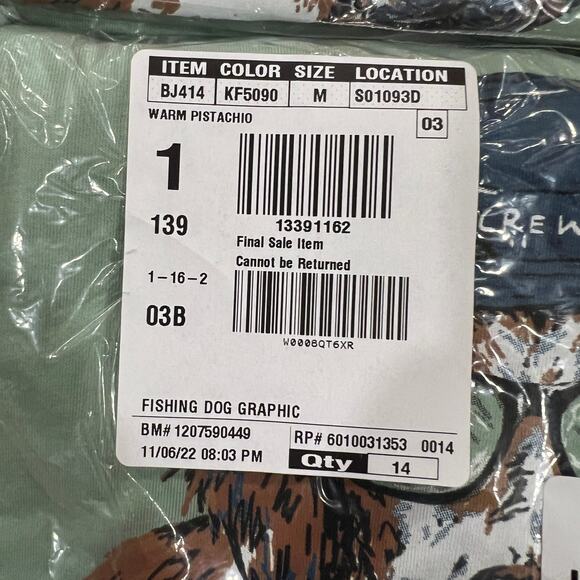 ITEM COLOR SIZE LOCATION
BJ414 KF5090 M S01093D
WARM PISTACHIO
03
1
13391162
139
Final Sale Item
Cannot be Returned
1-16-2
03B
W0008QT6XR
FISHING DOG GRAPHIC
BM# 1207590449
RP# 6010031353 0014
11/06/22 08:03 PM
Qty 14
CREW